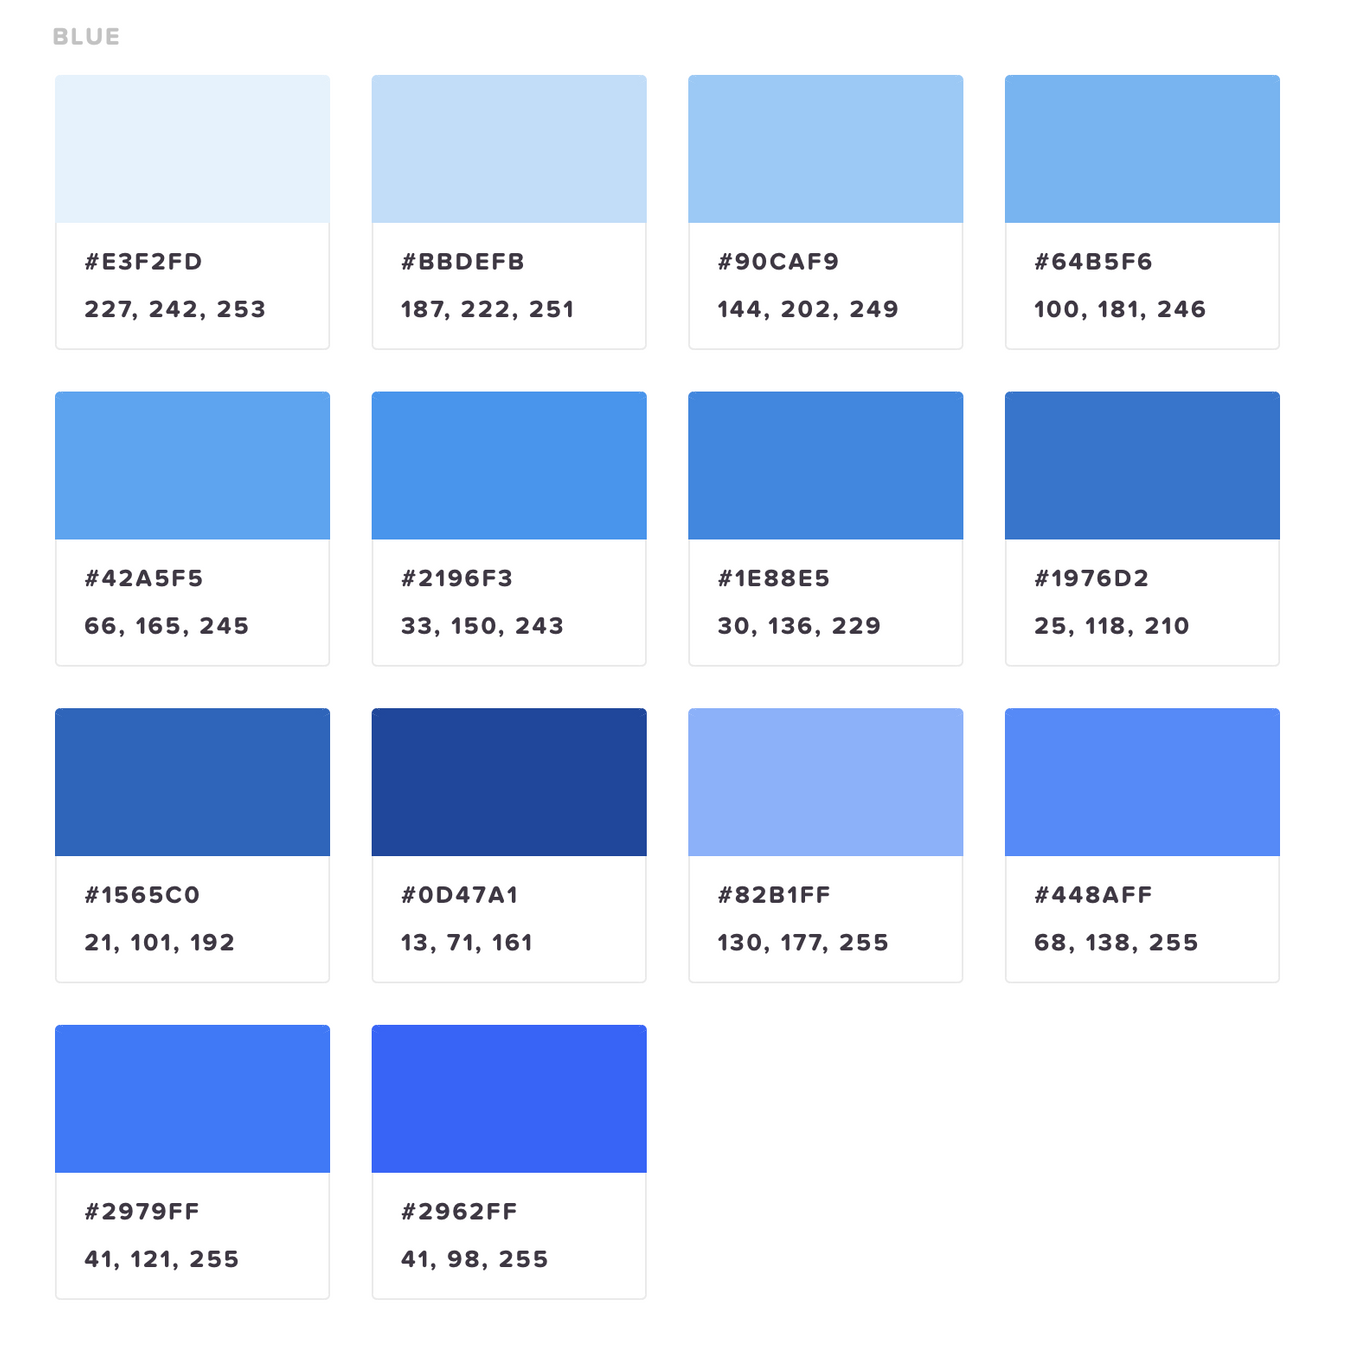 BLUE
#E3F2FD
227, 242, 253
#BBDEFB
187, 222, 251
#90CAF9
144, 202, 249
#64B5F6
100, 181, 246
#42A5F5
66, 165, 245
#2196F3
33, 150, 243
#1E88E5
30, 136, 229
#1976D2
25, 118, 210
#1565C0
21, 101, 192
#0D47A1
13, 71, 161
#82B1FF
130, 177, 255
#448AFF
68, 138, 255
#2979FF
41, 121, 255
#2962FF
41, 98, 255